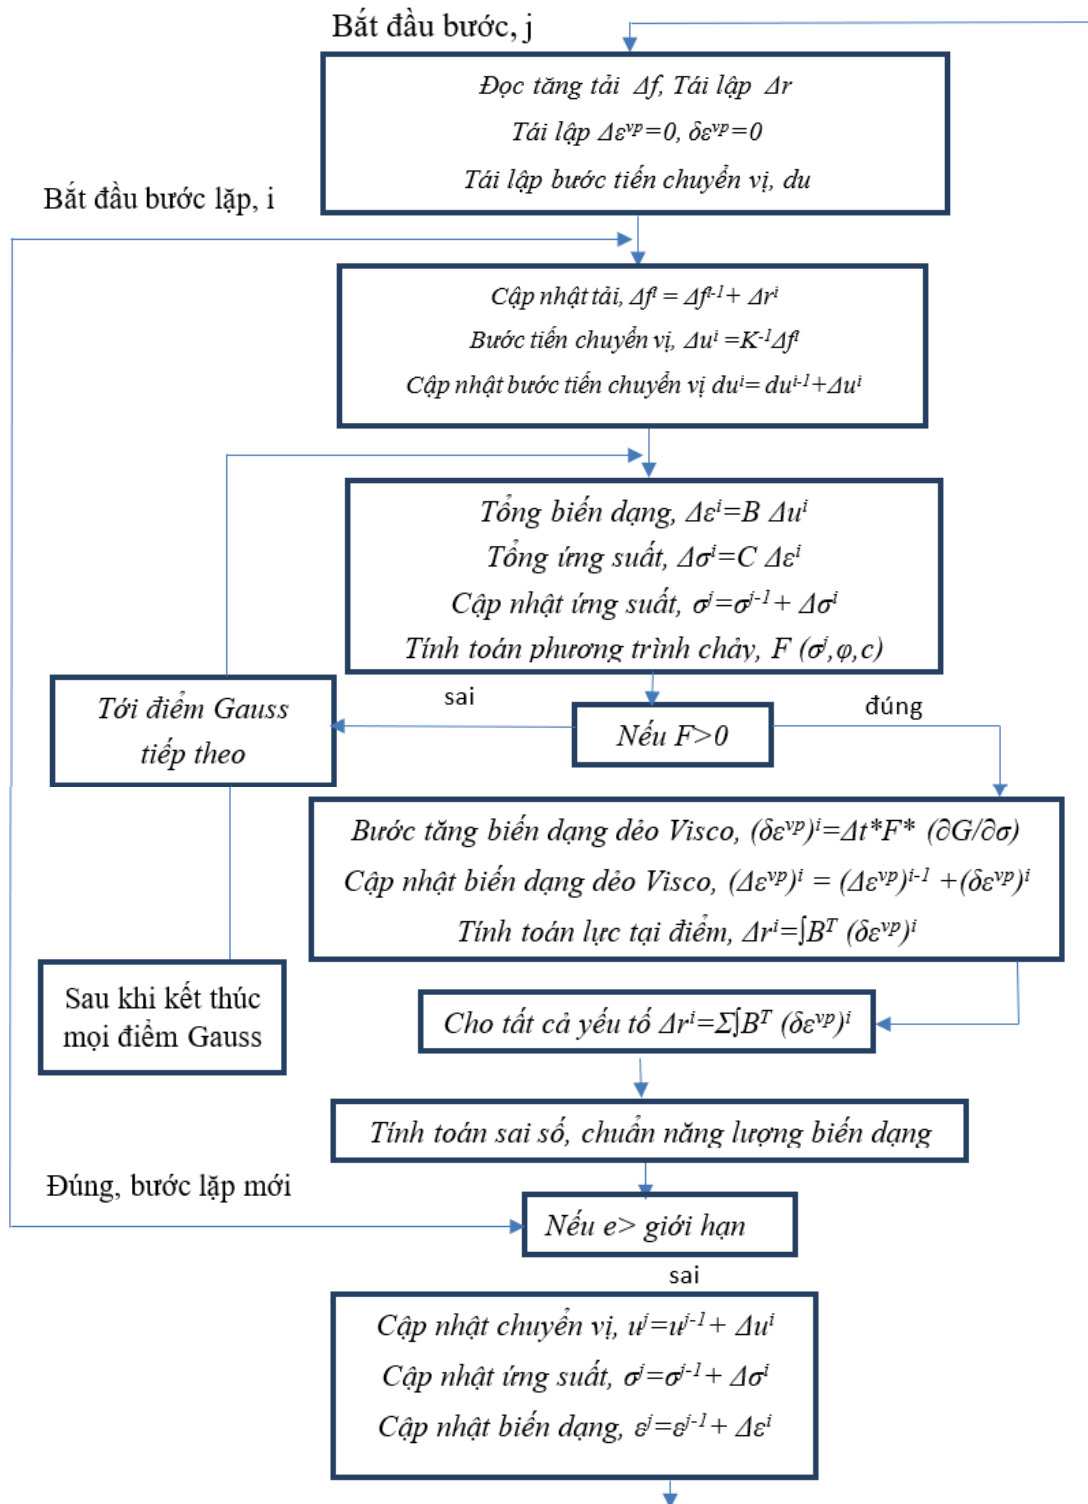 Bắt đầu bước, j
Đọc tăng tải Δf, Tái lập Δr
Tái lập Δεᵛᵖ=0, δεᵛᵖ=0
Tái lập bước tiến chuyển vị, du
Bắt đầu bước lặp, i
Cập nhật tải, Δfⁱ = Δfⁱ⁻¹+ Δrⁱ
Bước tiến chuyển vị, Δuⁱ =K⁻¹Δfⁱ
Cập nhật bước tiến chuyển vị duⁱ= duⁱ⁻¹+Δuⁱ
Tổng biến dạng, Δεⁱ=B Δuⁱ
Tổng ứng suất, Δσⁱ=C Δεⁱ
Cập nhật ứng suất, σʲ=σʲ⁻¹+ Δσⁱ
Tính toán phương trình chảy, F (σʲ,φ,c)
sai
đúng
Tới điểm Gauss
tiếp theo
Nếu F>0
Bước tăng biến dạng dẻo Visco, (δεᵛᵖ)ⁱ=Δt*F* (∂G/∂σ)
Cập nhật biến dạng dẻo Visco, (Δεᵛᵖ)ⁱ = (Δεᵛᵖ)ⁱ⁻¹ +(δεᵛᵖ)ⁱ
Tính toán lực tại điểm, Δrⁱ=∫Bᵀ (δεᵛᵖ)ⁱ
Sau khi kết thúc
mọi điểm Gauss
Cho tất cả yếu tố Δrⁱ=Σ∫Bᵀ (δεᵛᵖ)ⁱ
Tính toán sai số, chuẩn năng lượng biến dạng
Đúng, bước lặp mới
Nếu e> giới hạn
sai
Cập nhật chuyển vị, uʲ=uʲ⁻¹+ Δuⁱ
Cập nhật ứng suất, σʲ=σʲ⁻¹+ Δσⁱ
Cập nhật biến dạng, εʲ=εʲ⁻¹+ Δεⁱ